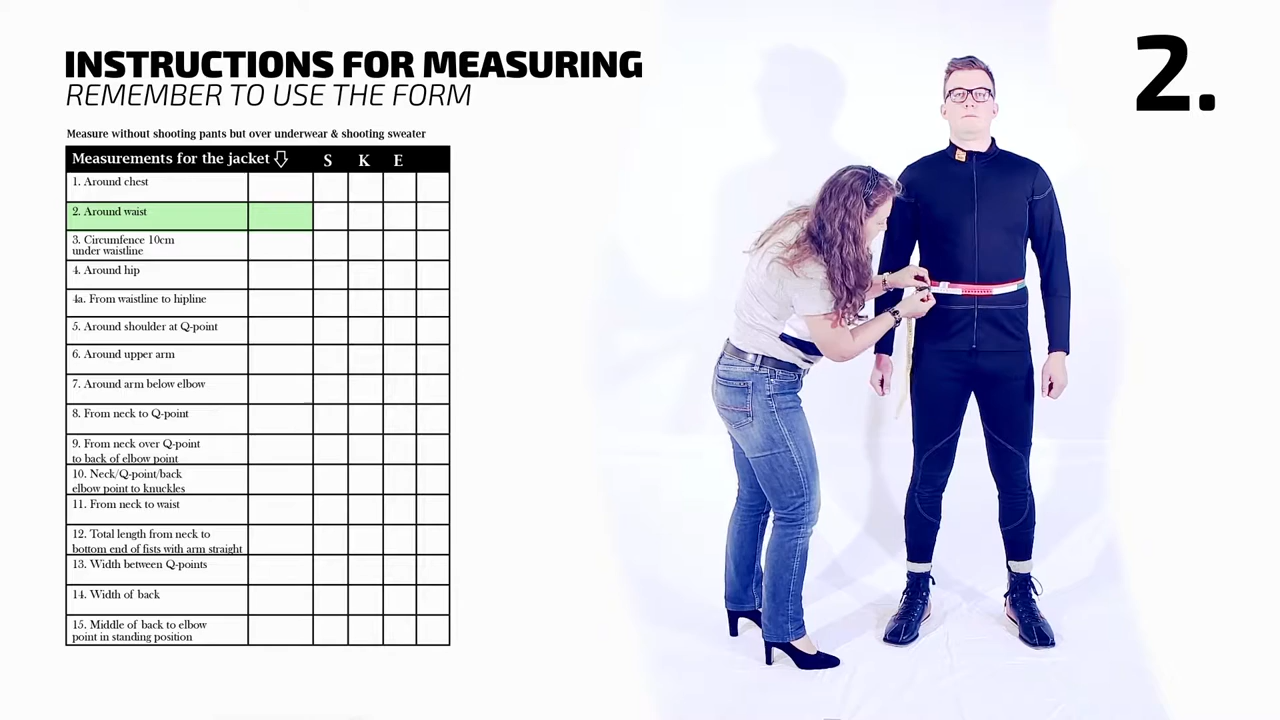 INSTRUCTIONS FOR MEASURING
REMEMBER TO USE THE FORM
2.
Measure without shooting pants but over underwear & shooting sweater
Measurements for the jacket S K E
1. Around chest
2. Around waist
3. Circumfence 10cm
under waistline
4. Around hip
4a. From waistline to hipline
5. Around shoulder at Q-point
6. Around upper arm
7. Around arm below elbow
8. From neck to Q-point
9. From neck over Q-point
to back of elbow point
10. Neck/Q-point/back
elbow point to knuckles
11. From neck to waist
12. Total length from neck to
bottom end of fists with arm straight
13. Width between Q-points
14. Width of back
15. Middle of back to elbow
point in standing position